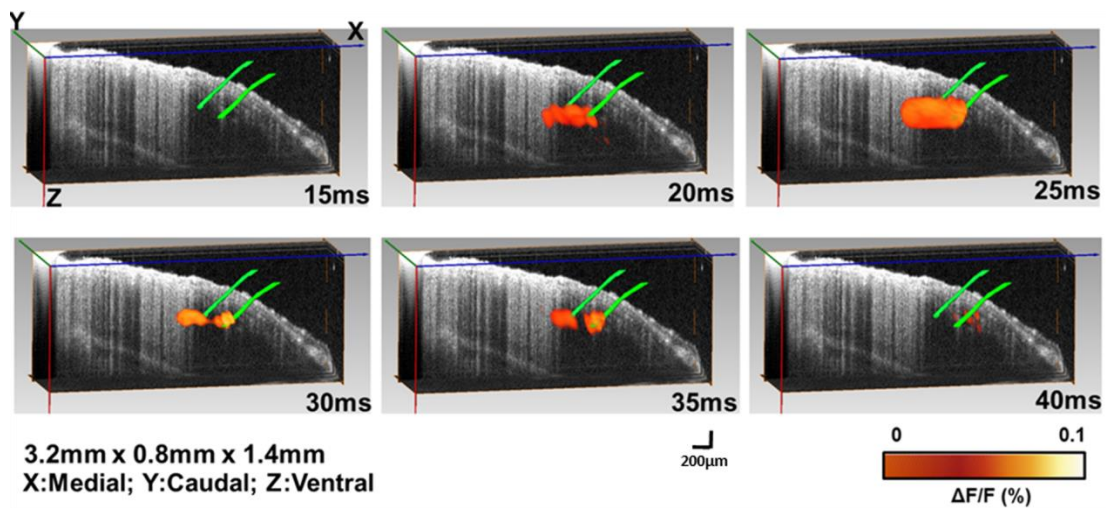 Y
X
Z
15ms
20ms
25ms
30ms
35ms
40ms
3.2mm x 0.8mm x 1.4mm
X:Medial; Y:Caudal; Z:Ventral
200μm
0 0.1
ΔF/F (%)